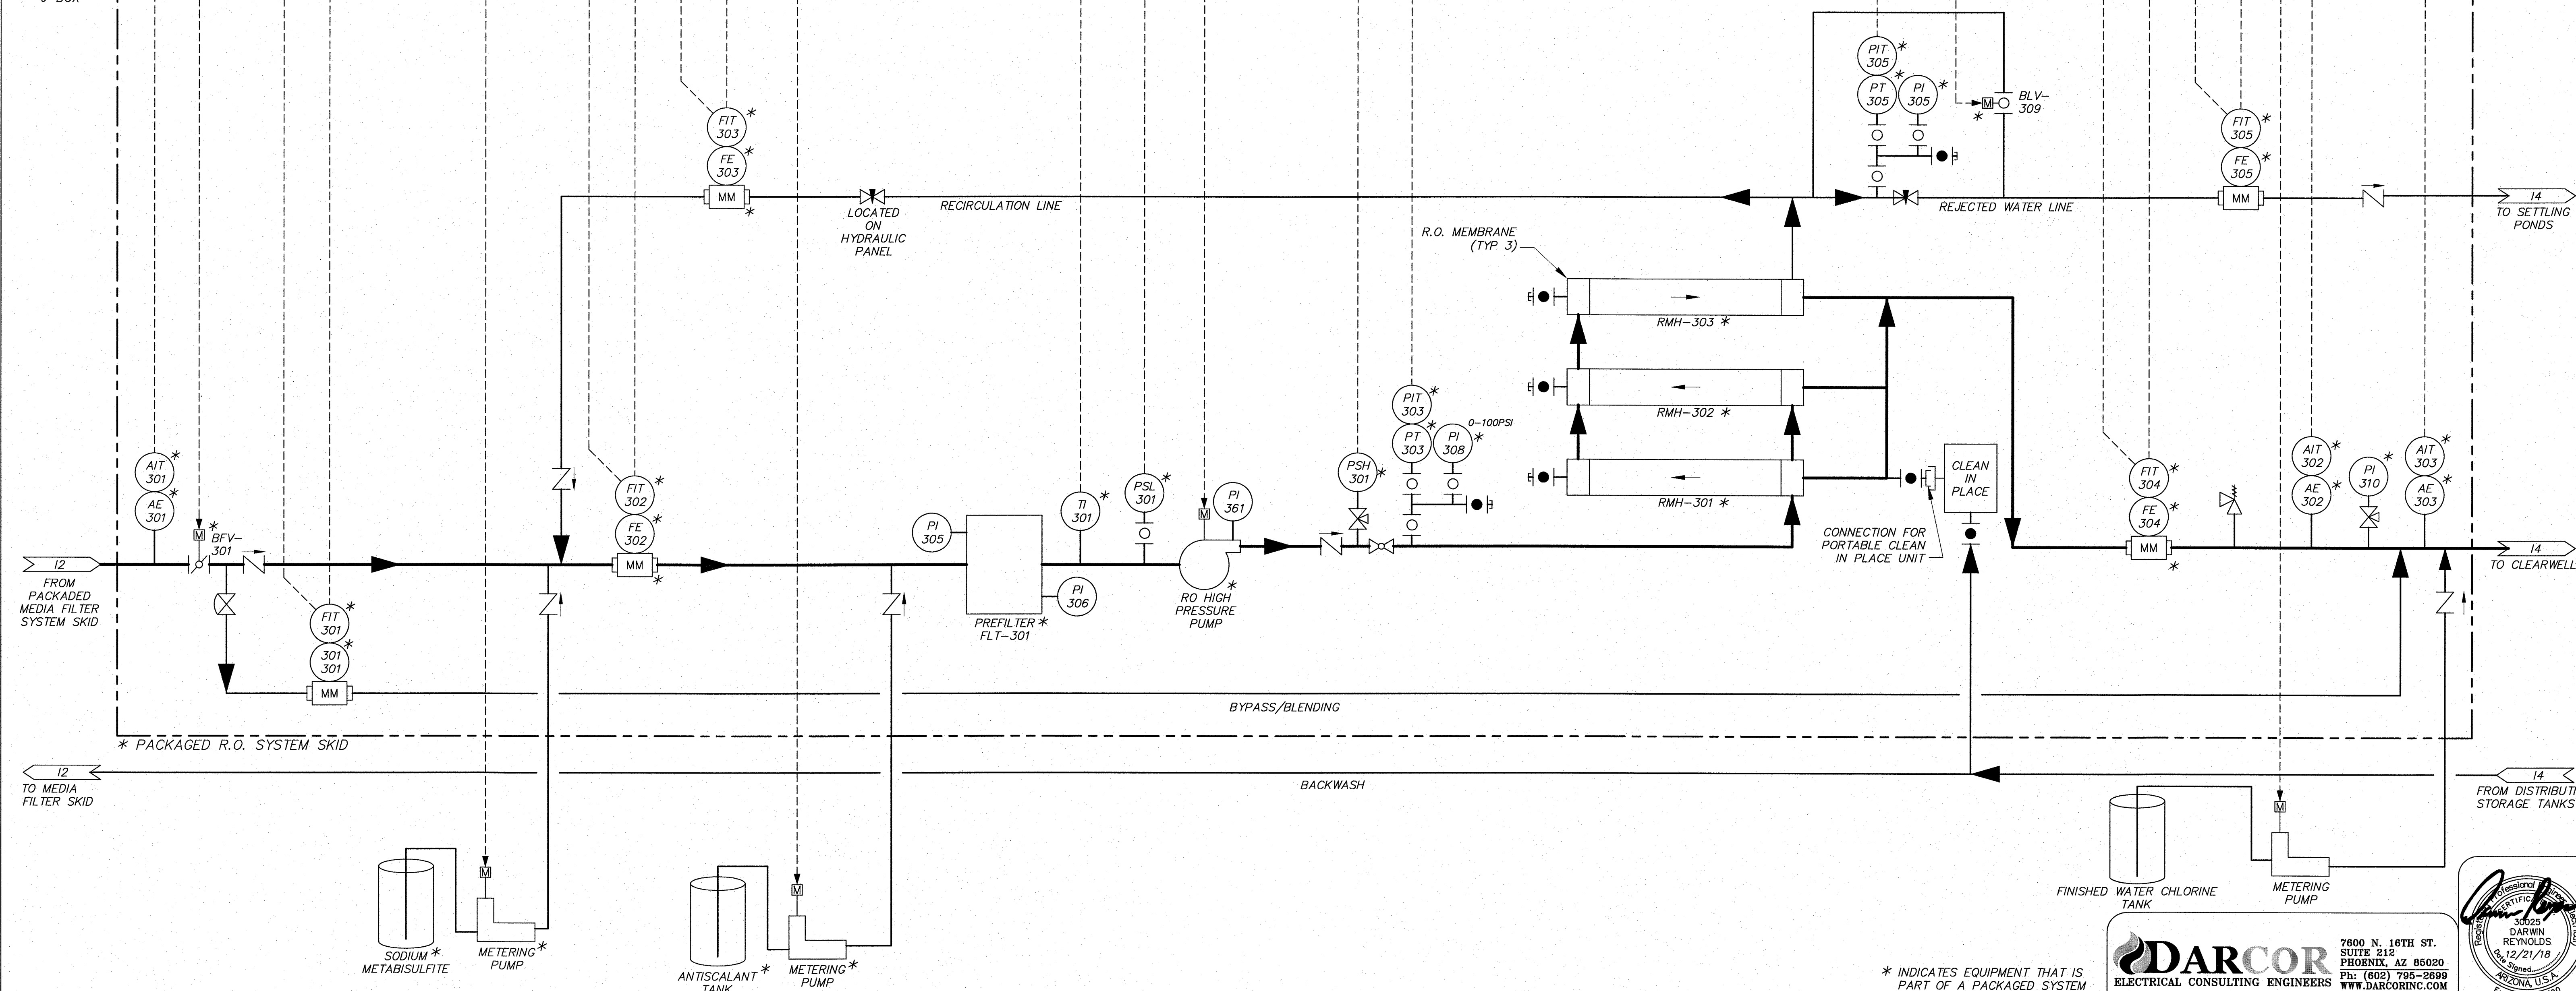 PIT
305
*
PT
305
*
PI
305
*
M
*
BLV-
309
FIT
303
*
FE
303
*
MM
*
FIT
305
*
FE
305
*
MM
*
LOCATED
ON
HYDRAULIC
PANEL
RECIRCULATION LINE
REJECTED WATER LINE
14
TO SETTLING
PONDS
R.O. MEMBRANE
(TYP 3)
RMH-303 *
RMH-302 *
RMH-301 *
AIT
301
*
AE
301
*
M
*
BFV-
301
FIT
302
*
FE
302
*
MM
*
PI
305
PREFILTER *
FLT-301
TI
301
*
PI
306
PSL
301
*
M
PI
361
*
RO HIGH
PRESSURE
PUMP
PSH
301
*
PIT
303
*
PT
303
*
PI
308
*
0-100PSI
CLEAN
IN
PLACE
CONNECTION FOR
PORTABLE CLEAN
IN PLACE UNIT
FIT
304
*
FE
304
*
MM
*
AIT
302
*
AE
302
*
PI
310
*
AIT
303
*
AE
303
*
14
TO CLEARWELL
12
FROM
PACKADED
MEDIA FILTER
SYSTEM SKID
FIT
301
*
301
301
*
MM
BYPASS/BLENDING
* PACKAGED R.O. SYSTEM SKID
12
TO MEDIA
FILTER SKID
BACKWASH
14
STORAGE TANKS
SODIUM *
METABISULFITE
M
METERING *
PUMP
ANTISCALANT *
TANK
M
METERING *
PUMP
FINISHED WATER CHLORINE
TANK
M
METERING
PUMP
* INDICATES EQUIPMENT THAT IS
PART OF A PACKAGED SYSTEM
DARCOR
ELECTRICAL CONSULTING ENGINEERS
7600 N. 16TH ST.
SUITE 212
PHOENIX, AZ 85020
Ph: (602) 795-2699
WWW.DARCORINC.COM
30025
DARWIN
REYNOLDS
12/21/18
Date Signed
ARIZONA, U.S.A.